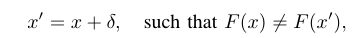 x′ = x + δ, such that F(x) ≠ F(x′),